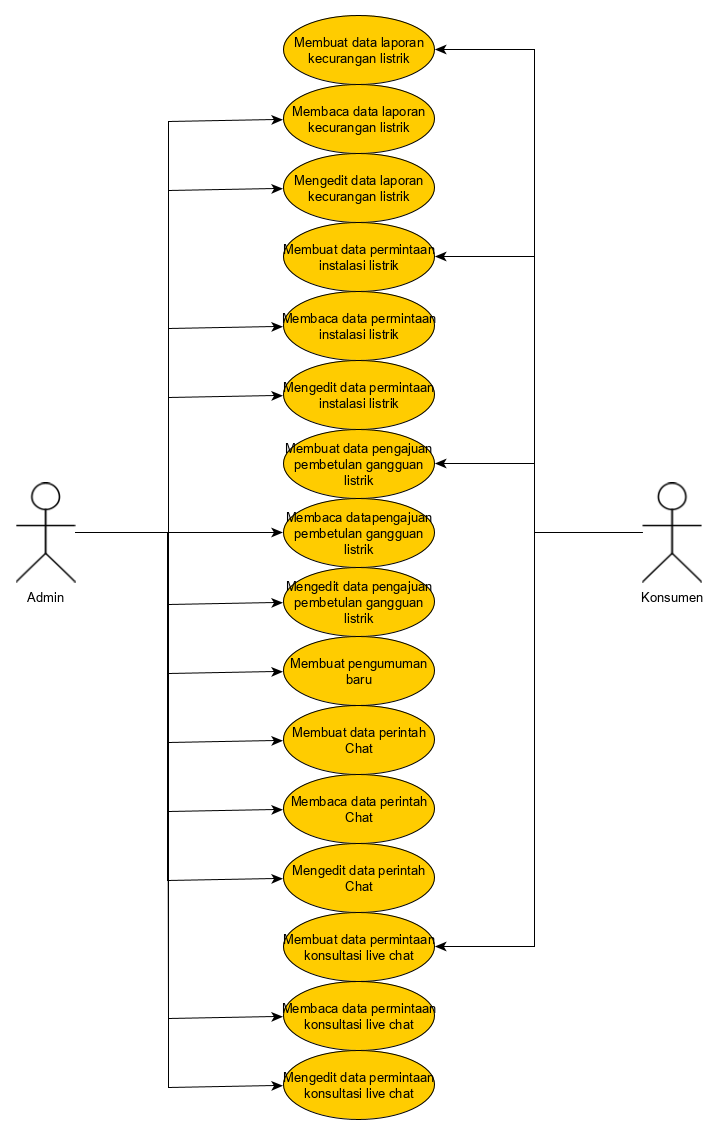 Membuat data laporan
kecurangan listrik
Membaca data laporan
kecurangan listrik
Mengedit data laporan
kecurangan listrik
Membuat data permintaan
instalasi listrik
Membaca data permintaan
instalasi listrik
Mengedit data permintaan
instalasi listrik
Membuat data pengajuan
pembetulan gangguan
listrik
Membaca datapengajuan
pembetulan gangguan
listrik
Mengedit data pengajuan
pembetulan gangguan
listrik
Admin
Konsumen
Membuat pengumuman
baru
Membuat data perintah
Chat
Membaca data perintah
Chat
Mengedit data perintah
Chat
Membuat data permintaan
konsultasi live chat
Membaca data permintaan
konsultasi live chat
Mengedit data permintaan
konsultasi live chat